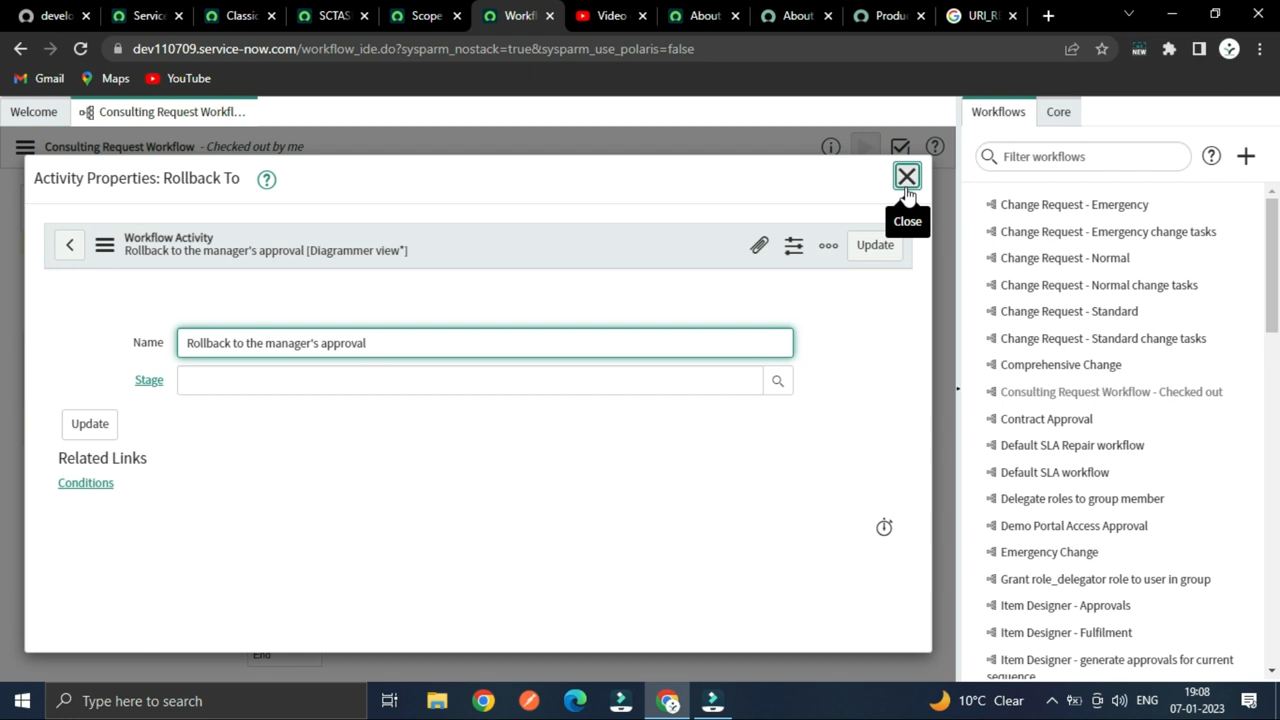 develo
Service
Class
SCTAS
Scope
Workfl
Video
About
About
Produ
URI_R
dev110709.service-now.com/workflow_ide.do?sysparm_nostack=true&sysparm_use_polaris=false
NEW
Gmail
Maps
YouTube
Welcome
Consulting Request Workfl...
Workflows
Core
Consulting Request Workflow - Checked out by me
Filter workflows
Activity Properties: Rollback To
Close
Workflow Activity
Rollback to the manager's approval [Diagrammer view*]
Update
Name
Rollback to the manager's approval
Stage
Update
Related Links
Conditions
End
Change Request - Emergency
Change Request - Emergency change tasks
Change Request - Normal
Change Request - Normal change tasks
Change Request - Standard
Change Request - Standard change tasks
Comprehensive Change
Consulting Request Workflow - Checked out
Contract Approval
Default SLA Repair workflow
Default SLA workflow
Delegate roles to group member
Demo Portal Access Approval
Emergency Change
Grant role_delegator role to user in group
Item Designer - Approvals
Item Designer - Fulfilment
Item Designer - generate approvals for current
sequence
Type here to search
10°C Clear
ENG
19:08
07-01-2023